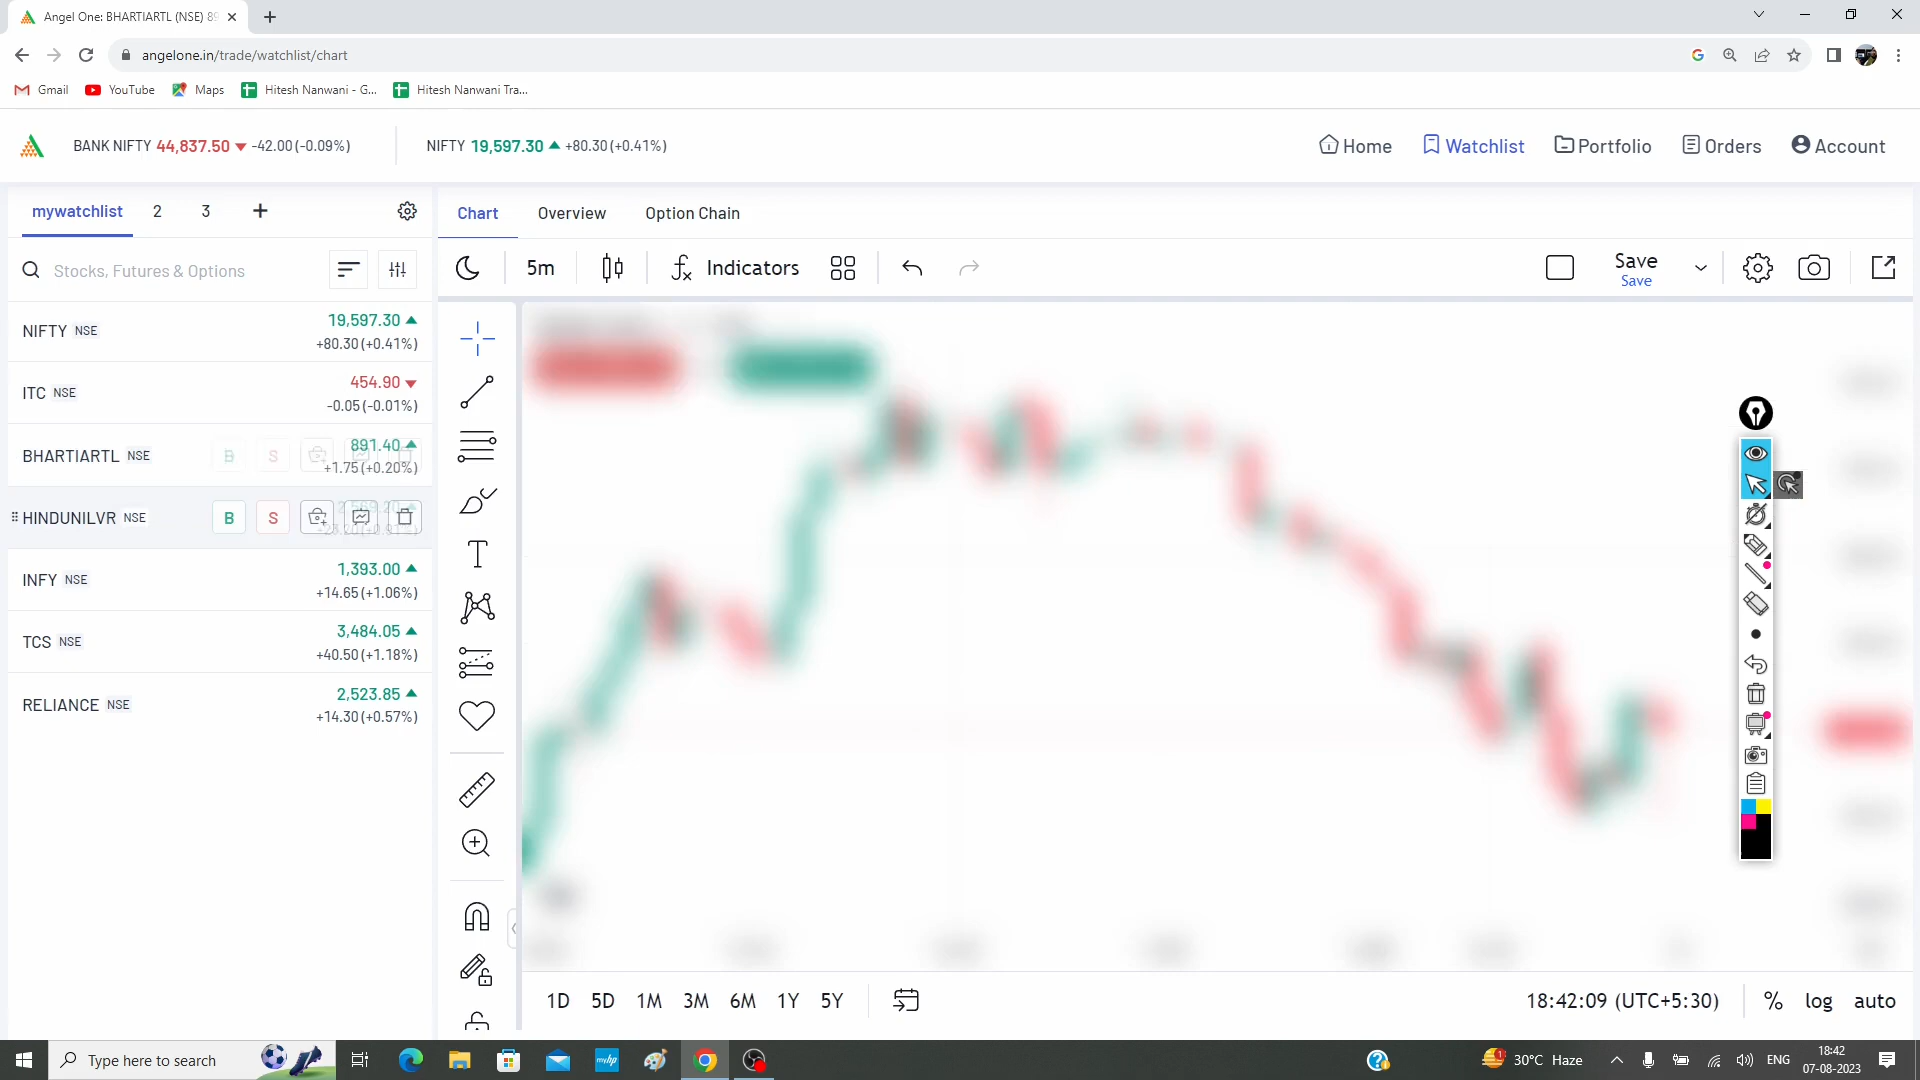 Angel One: BHARTIARTL (NSE) 89
angelone.in/trade/watchlist/chart
Gmail
YouTube
Maps
Hitesh Nanwani - G...
Hitesh Nanwani Tra...
BANK NIFTY 44,837.50 -42.00 (-0.09%)
NIFTY 19,597.30 +80.30 (+0.41%)
Home
Watchlist
Portfolio
Orders
Account
mywatchlist
2
3
Chart
Overview
Option Chain
Stocks, Futures & Options
5m
Indicators
Save
Save
NIFTY NSE
19,597.30
+80.30 (+0.41%)
ITC NSE
454.90
-0.05 (-0.01%)
BHARTIARTL NSE
B
S
891.40
+1.75 (+0.20%)
HINDUNILVR NSE
B
S
INFY NSE
1,393.00
+14.65 (+1.06%)
TCS NSE
3,484.05
+40.50 (+1.18%)
RELIANCE NSE
2,523.85
+14.30 (+0.57%)
1D
5D
1M
3M
6M
1Y
5Y
18:42:09 (UTC+5:30)
%
log
auto
Type here to search
myhp
1
30°C Haze
ENG
18:42
07-08-2023